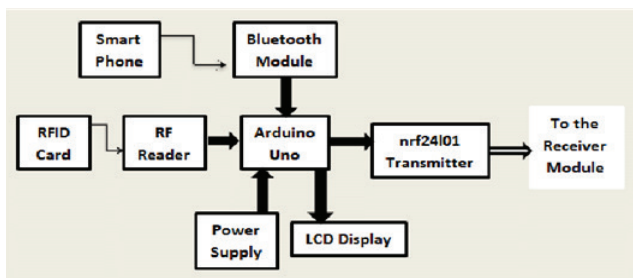 Smart
Phone
Bluetooth
Module
RFID
Card
RF
Reader
Arduino
Uno
nrf24l01
Transmitter
To the
Receiver
Module
Power
Supply
LCD Display